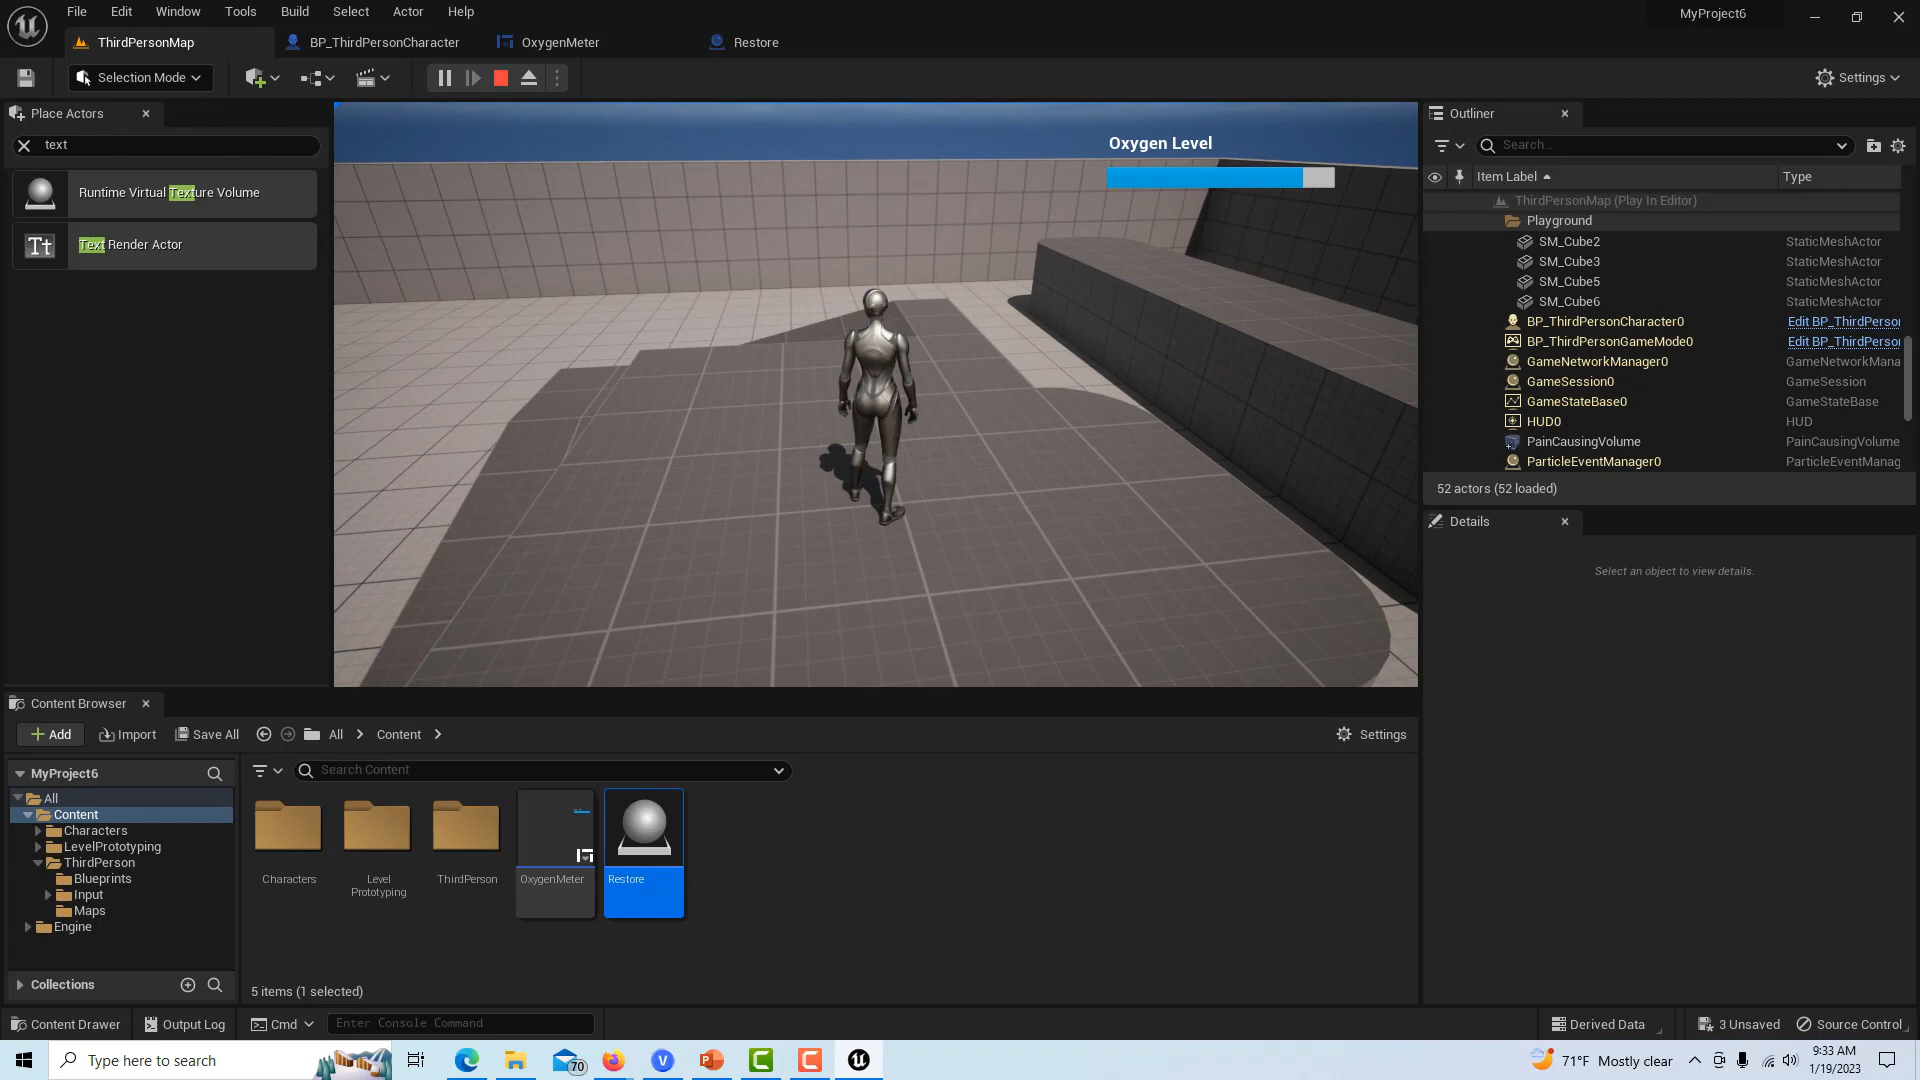 File Edit Window Tools Build Select Actor Help
MyProject6
ThirdPersonMap
BP_ThirdPersonCharacter
OxygenMeter
Restore
Selection Mode
Settings
Place Actors
text
Runtime Virtual Texture Volume
Tt Text Render Actor
Oxygen Level
Outliner
Search...
Item Label
Type
ThirdPersonMap (Play In Editor)
Playground
SM_Cube2 StaticMeshActor
SM_Cube3 StaticMeshActor
SM_Cube5 StaticMeshActor
SM_Cube6 StaticMeshActor
BP_ThirdPersonCharacter0 Edit BP_ThirdPerso
BP_ThirdPersonGameMode0 Edit BP_ThirdPerso
GameNetworkManager0 GameNetworkMana
GameSession0 GameSession
GameStateBase0 GameStateBase
HUD0 HUD
PainCausingVolume PainCausingVolume
ParticleEventManager0 ParticleEventManag
52 actors (52 loaded)
Details
Select an object to view details.
Content Browser
Add Import Save All All Content Settings
MyProject6
Search Content
All
Content
Characters
LevelPrototyping
ThirdPerson
Blueprints
Input
Maps
Engine
Collections
Characters
Level
Prototyping
ThirdPerson
OxygenMeter
Restore
5 items (1 selected)
Content Drawer Output Log Cmd Enter Console Command Derived Data 3 Unsaved Source Control
Type here to search
70
71°F Mostly clear
9:33 AM
1/19/2023